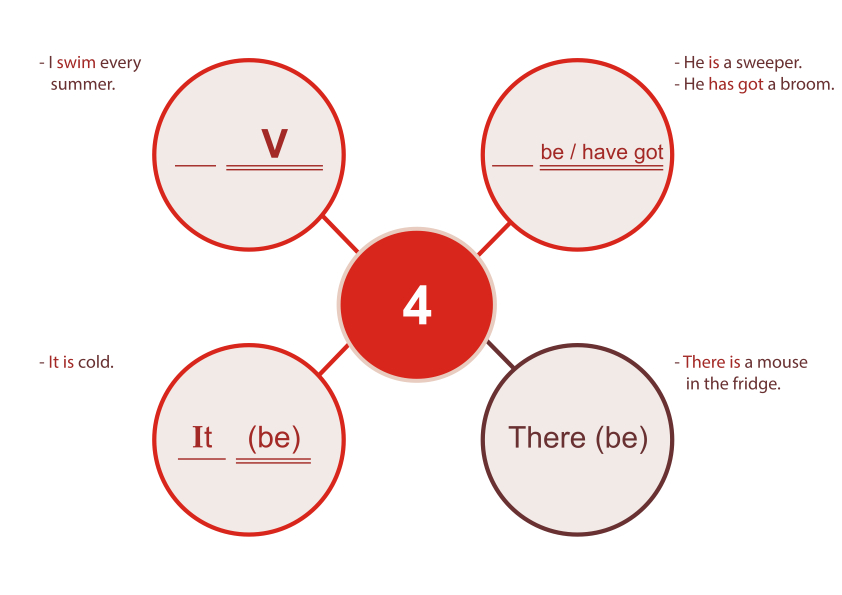 - I swim every
summer.
V
- He is a sweeper.
- He has got a broom.
be / have got
4
- It is cold.
It (be)
- There is a mouse
in the fridge.
There (be)